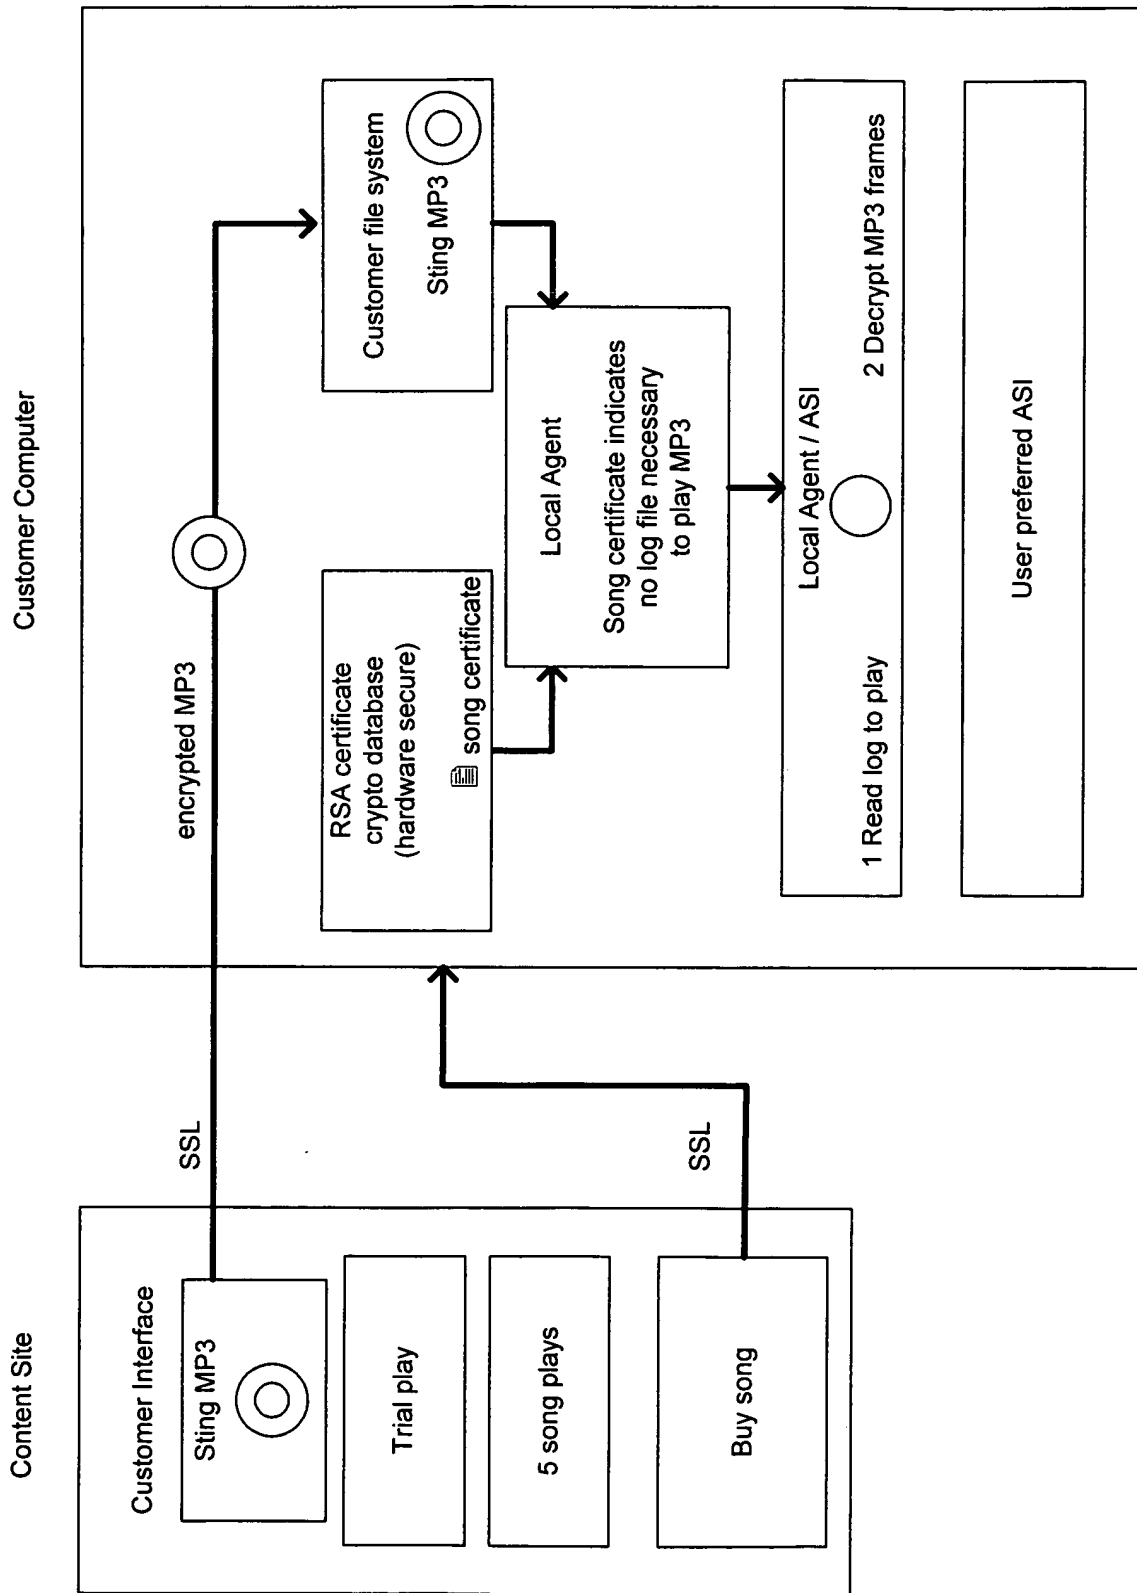 Content Site
Customer Interface
Sting MP3
Trial play
5 song plays
Buy song
SSL
SSL
encrypted MP3
Customer Computer
RSA certificate
crypto database
(hardware secure)
song certificate
Customer file system
Sting MP3
Local Agent
Song certificate indicates
no log file necessary
to play MP3
Local Agent / ASI
1 Read log to play
2 Decrypt MP3 frames
User preferred ASI